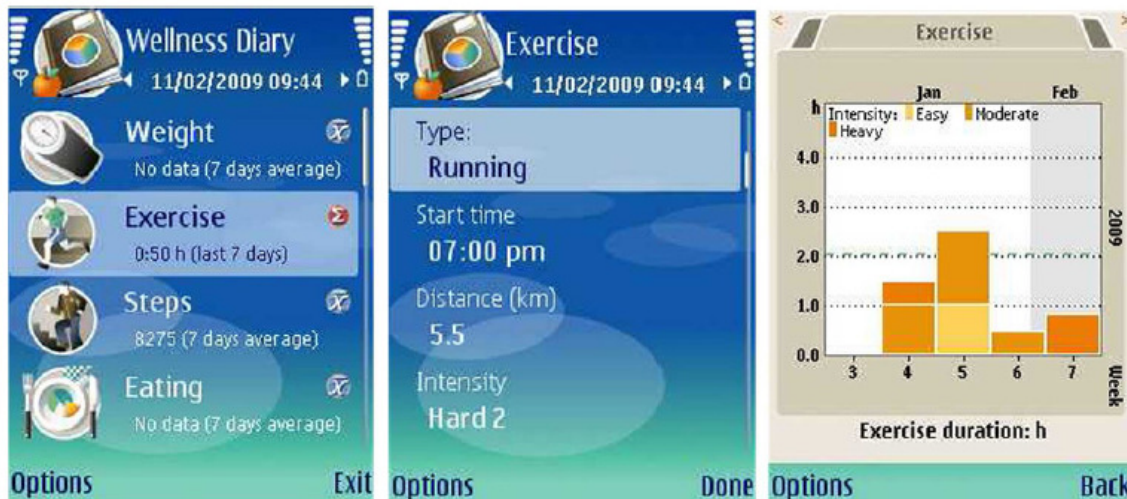 Wellness Diary
11/02/2009 09:44
Weight
No data (7 days average)
Exercise
0:50 h (last 7 days)
Steps
8275 (7 days average)
Eating
No data (7 days average)
Options Exit
Exercise
11/02/2009 09:44
Type:
Running
Start time
07:00 pm
Distance (km)
5.5
Intensity
Hard 2
Options Done
Exercise
Jan Feb
h
Intensity: Easy Moderate
Heavy
4.0
3.0
2.0
1.0
0.0
3 4 5 6 7
2009
Week
Exercise duration: h
Options Back